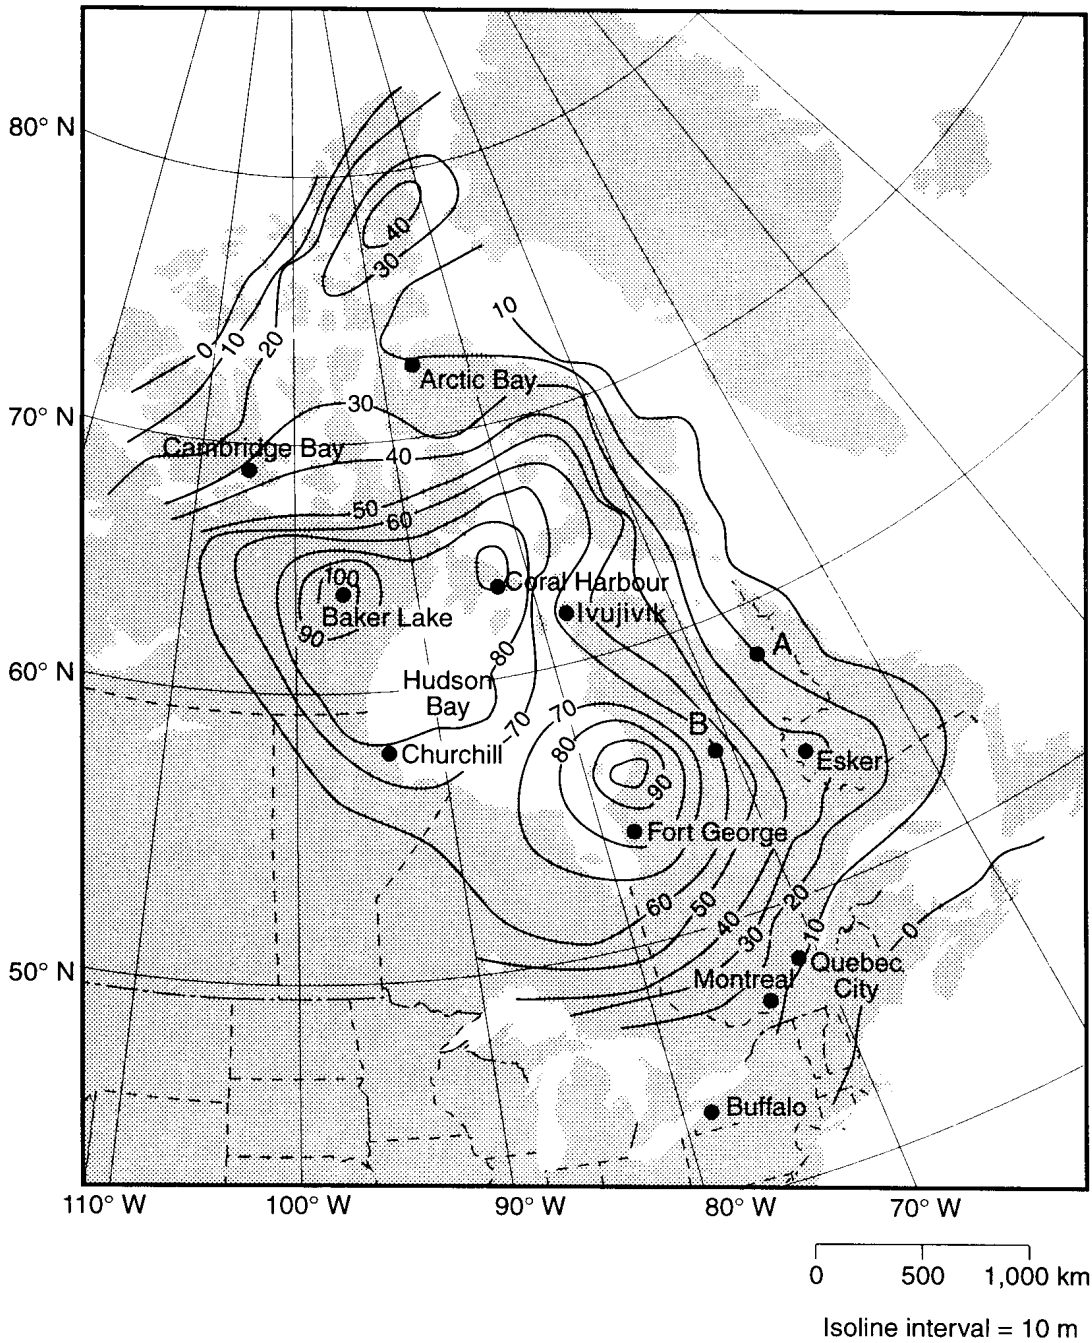 80° N
40
30
10
0
10
20
Arctic Bay
70° N
30
Cambridge Bay
40
50
60
100
Coral Harbour
Baker Lake
Ivujivik
90
80
A
60° N
Hudson
Bay
70
70
B
80
Churchill
Esker
90
Fort George
60
50
40
30
20
10
0
50° N
Montreal
Quebec
City
Buffalo
110° W
100° W
90° W
80° W
70° W
0
500
1,000 km
Isoline interval = 10 m